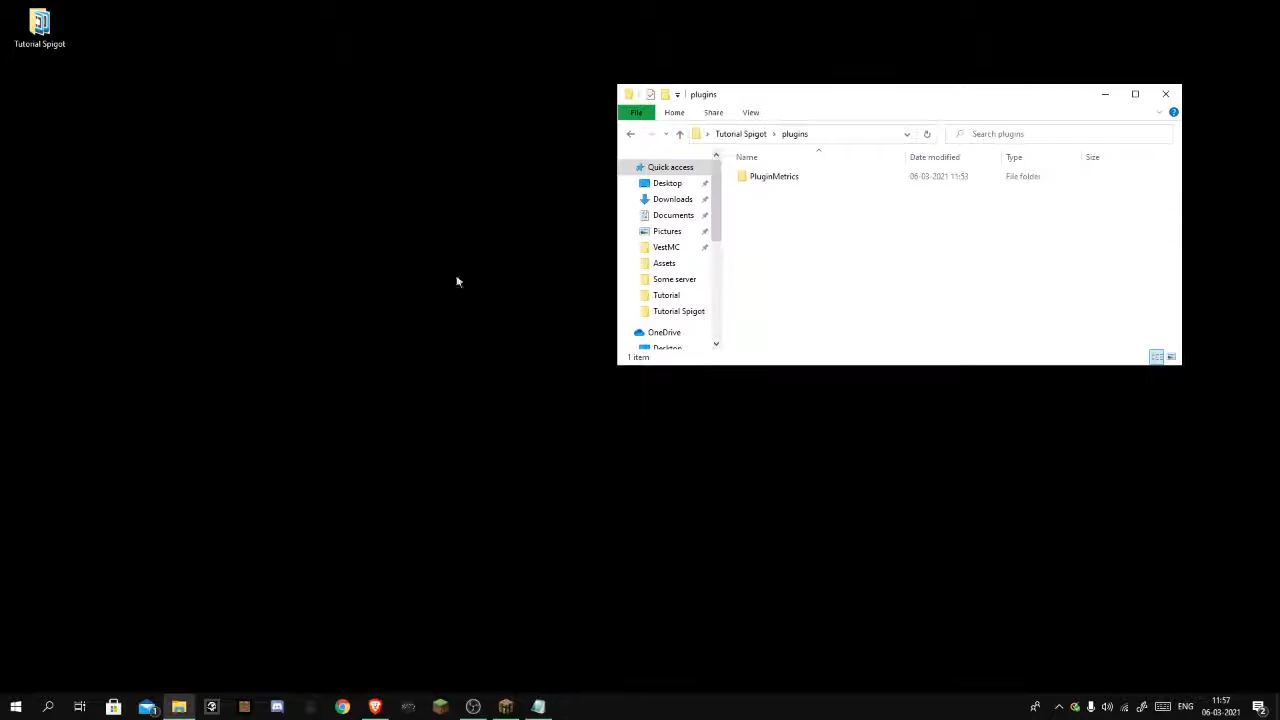 Tutorial Spigot
plugins
File Home Share View
Tutorial Spigot plugins
Search plugins
Name Date modified Type Size
Quick access
PluginMetrics 06-03-2021 11:53 File folder
Desktop
Downloads
Documents
Pictures
VestMC
Assets
Some server
Tutorial
Tutorial Spigot
OneDrive
Desktop
1 item
ENG
11:57
06-03-2021